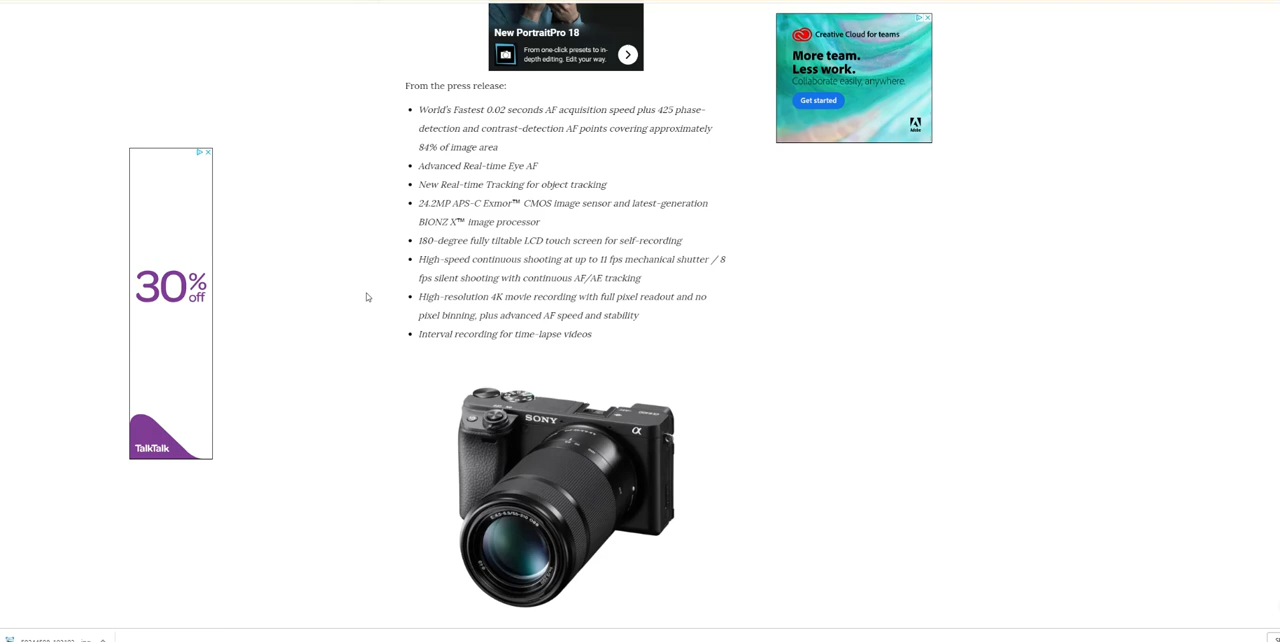 New PortraitPro 18
From one-click presets to in-
depth editing. Edit your way.
Creative Cloud for teams
More team.
Less work.
Collaborate easily, anywhere.
Get started
Adobe
From the press release:
World's Fastest 0.02 seconds AF acquisition speed plus 425 phase-
detection and contrast-detection AF points covering approximately
84% of image area
Advanced Real-time Eye AF
New Real-time Tracking for object tracking
24.2MP APS-C Exmor™ CMOS image sensor and latest-generation
BIONZ X™ image processor
180-degree fully tiltable LCD touch screen for self-recording
High-speed continuous shooting at up to 11 fps mechanical shutter / 8
fps silent shooting with continuous AF/AE tracking
High-resolution 4K movie recording with full pixel readout and no
pixel binning, plus advanced AF speed and stability
Interval recording for time-lapse videos
30% off
TalkTalk
SONY
α